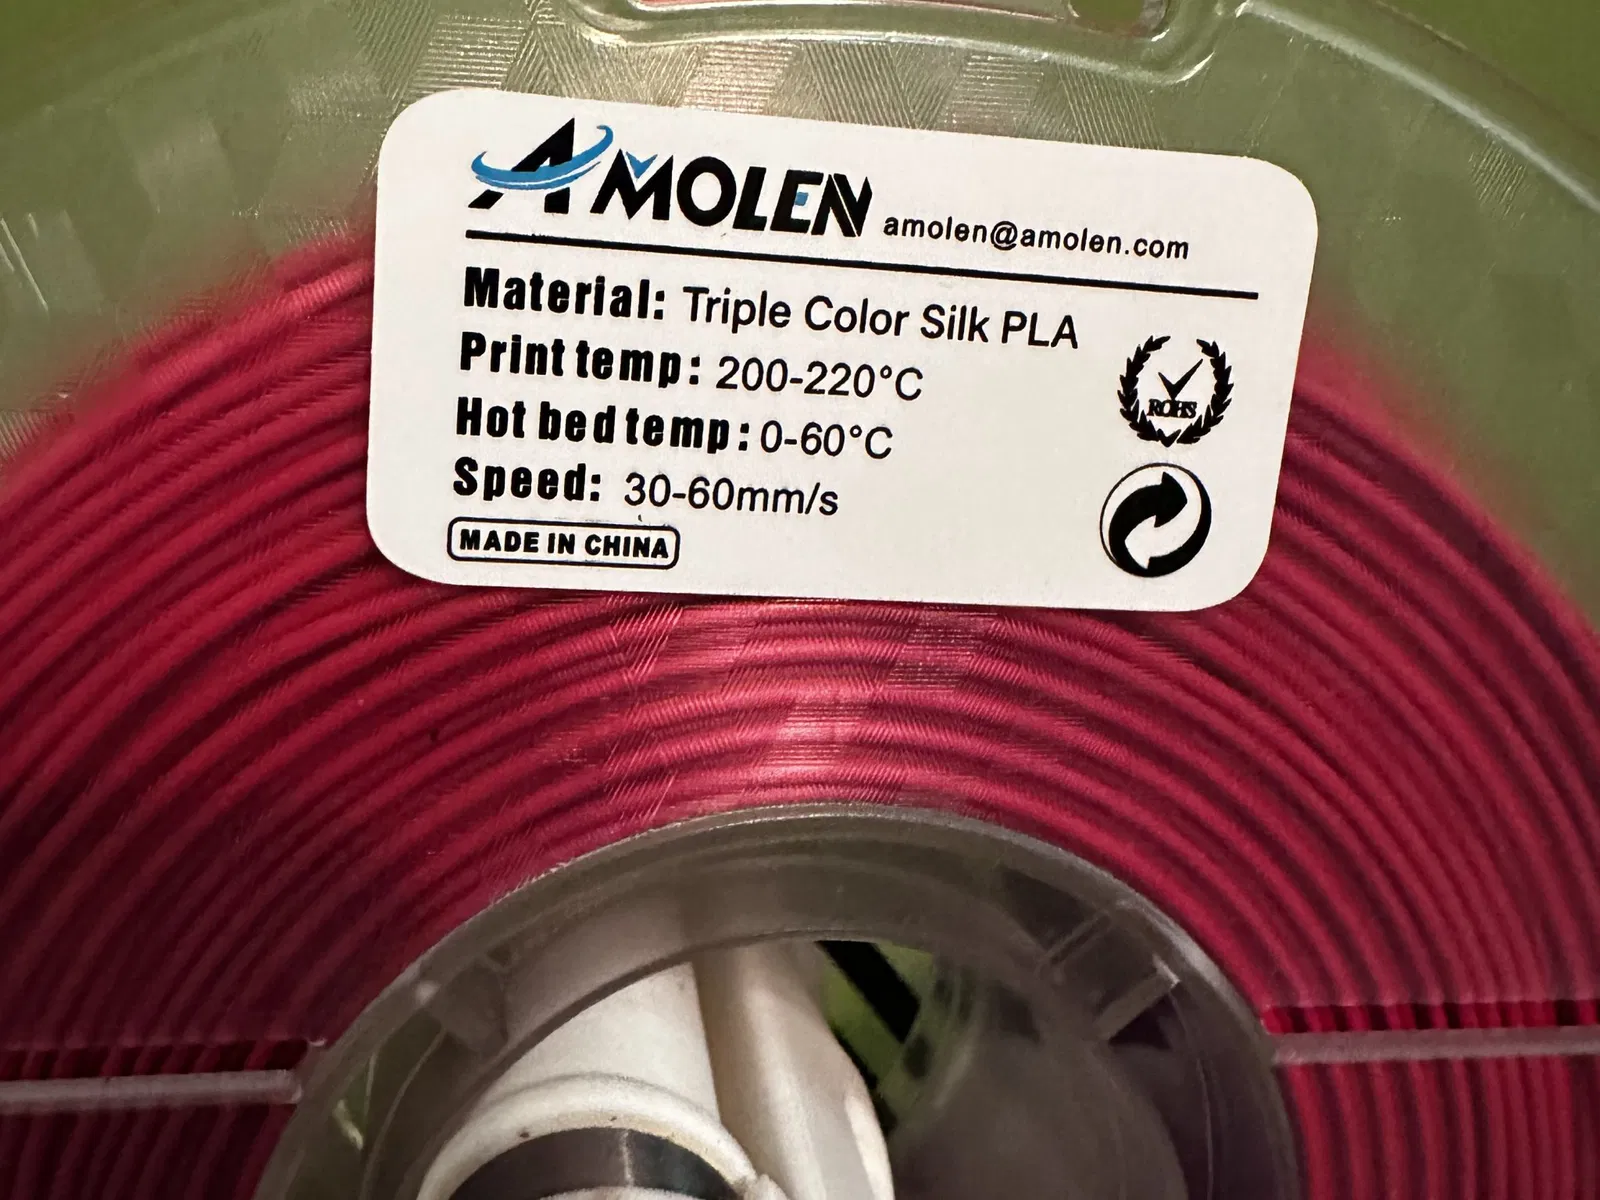 AMOLEN amolen@amolen.com
Material: Triple Color Silk PLA
Print temp: 200-220°C
Hot bed temp: 0-60°C
Speed: 30-60mm/s
MADE IN CHINA
ROHS